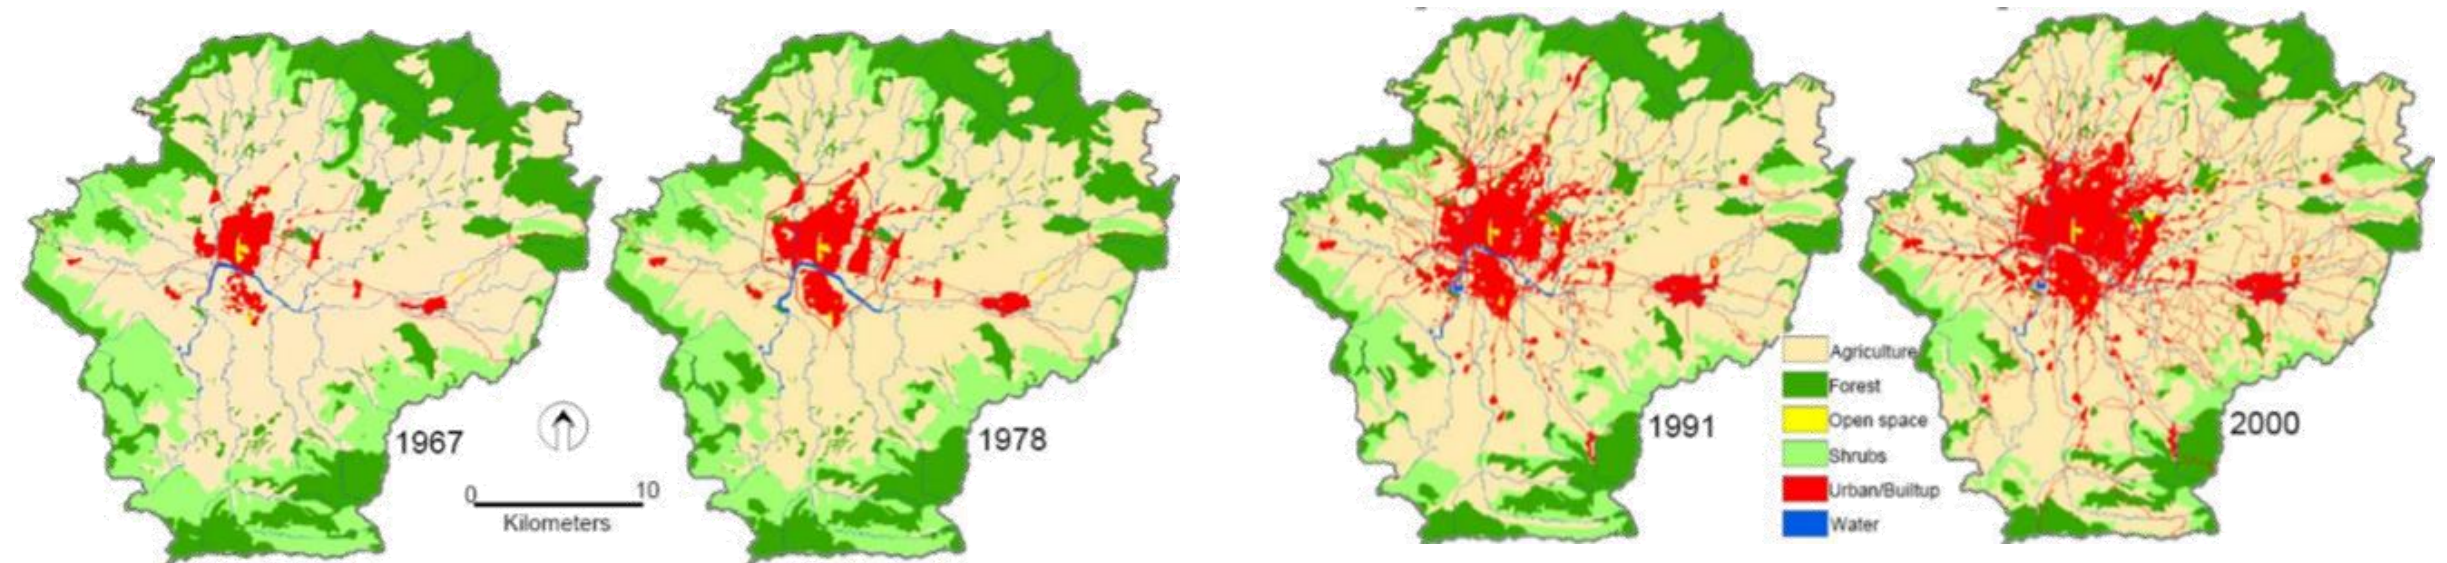 1967
0 10
Kilometers
1978
1991
Agriculture
Forest
Open space
Shrubs
Urban/Builtup
Water
2000